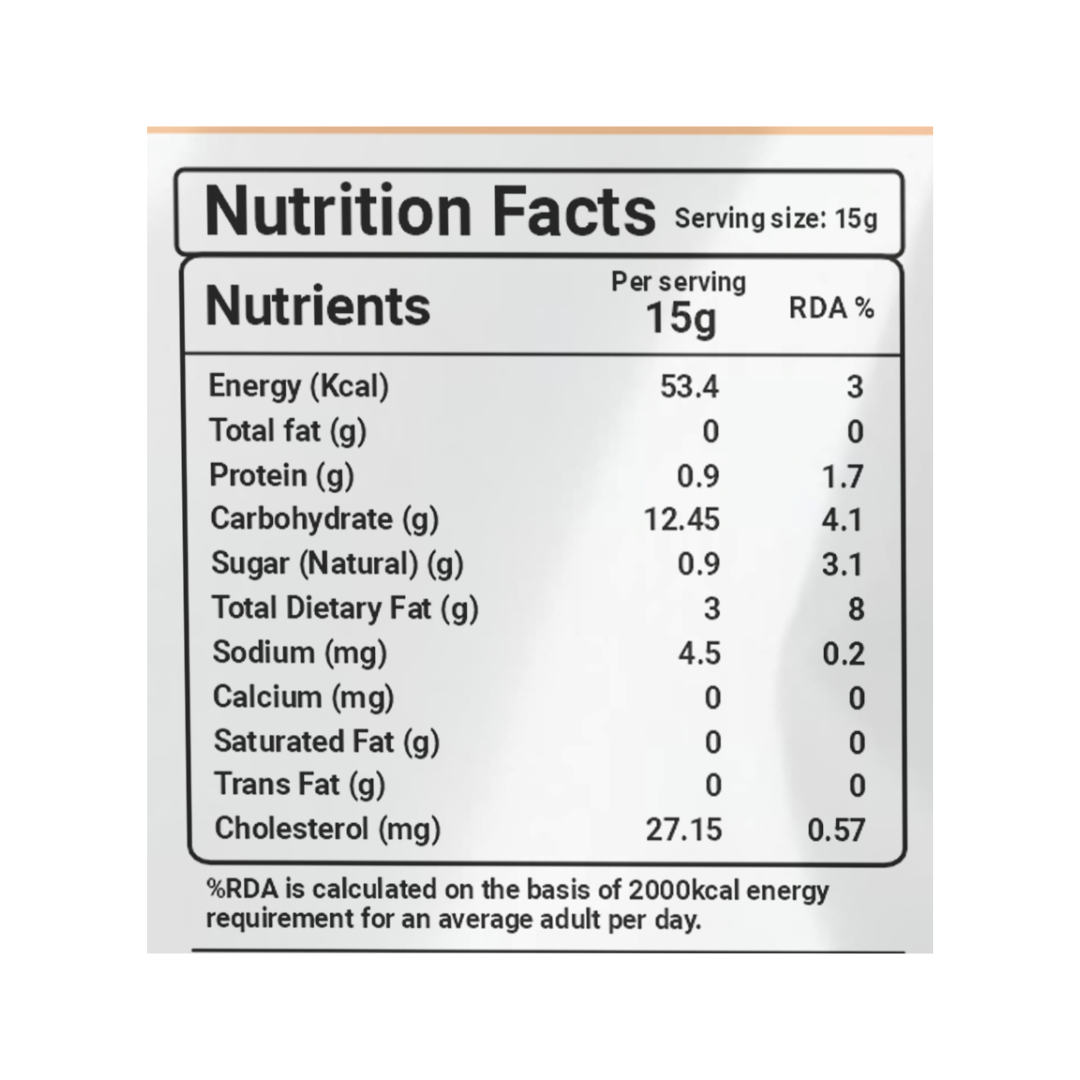 Nutrition Facts Serving size: 15g
Nutrients Per serving 15g RDA %
Energy (Kcal) 53.4 3
Total fat (g) 0 0
Protein (g) 0.9 1.7
Carbohydrate (g) 12.45 4.1
Sugar (Natural) (g) 0.9 3.1
Total Dietary Fat (g) 3 8
Sodium (mg) 4.5 0.2
Calcium (mg) 0 0
Saturated Fat (g) 0 0
Trans Fat (g) 0 0
Cholesterol (mg) 27.15 0.57
%RDA is calculated on the basis of 2000kcal energy
requirement for an average adult per day.